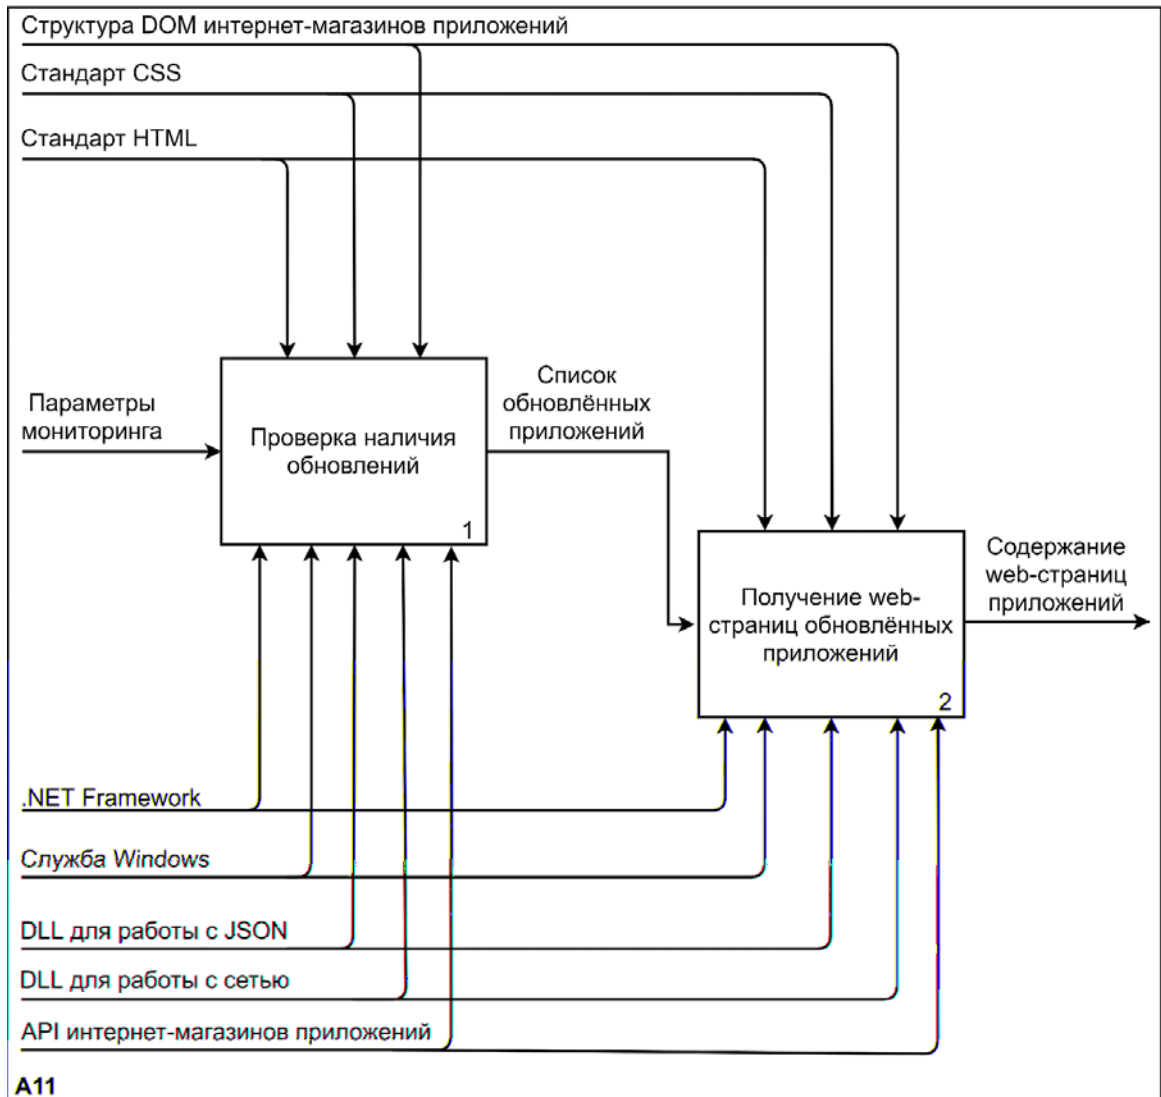 Структура DOM интернет-магазинов приложений
Стандарт CSS
Стандарт HTML
Параметры
мониторинга
Проверка наличия
обновлений
1
Список
обновлённых
приложений
Получение web-
страниц обновлённых
приложений
2
Содержание
web-страниц
приложений
.NET Framework
Служба Windows
DLL для работы с JSON
DLL для работы с сетью
API интернет-магазинов приложений
A11